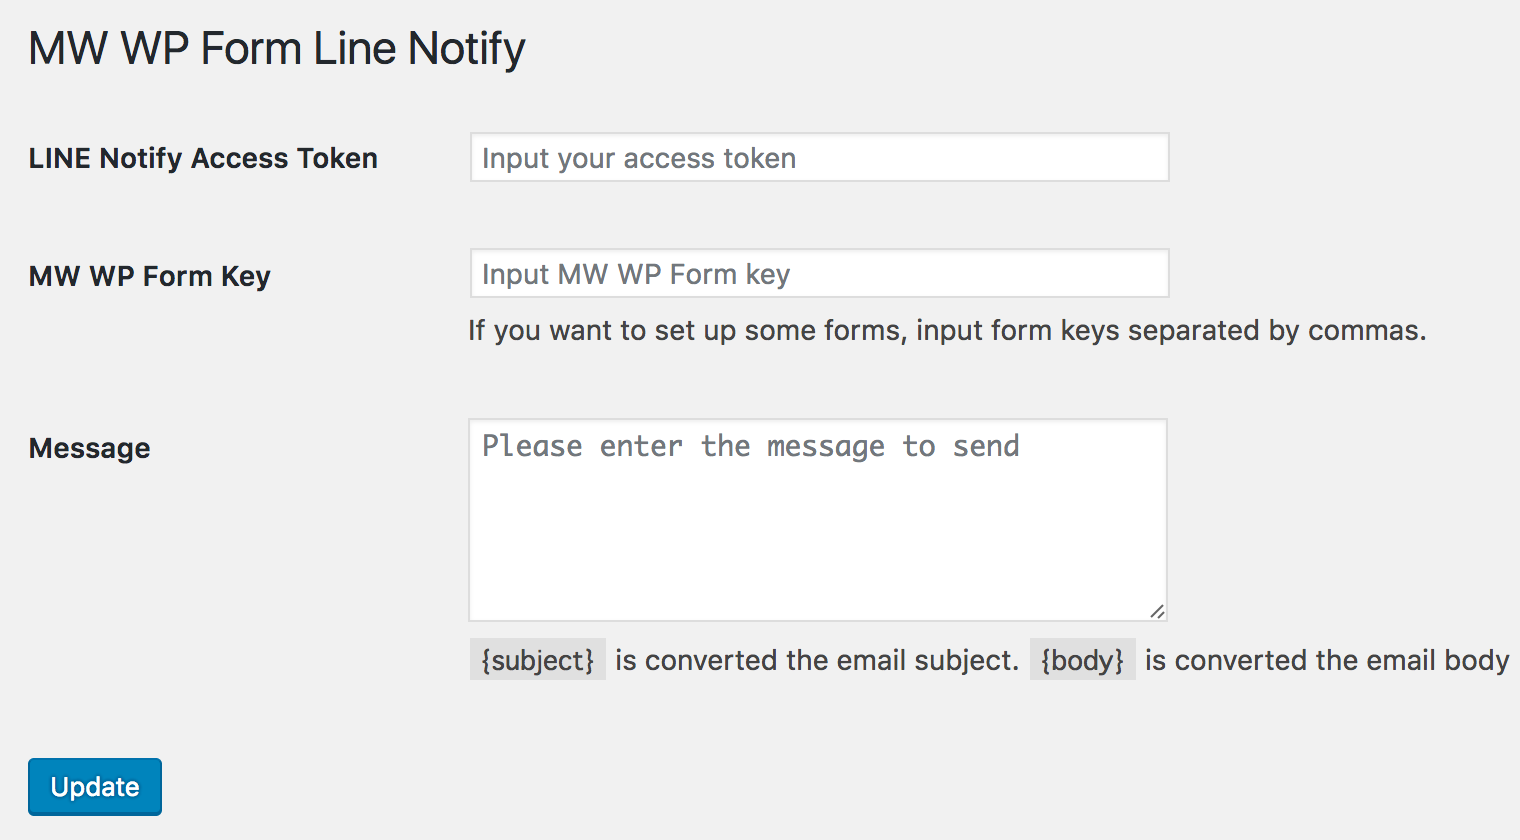 MW WP Form Line Notify
LINE Notify Access Token
Input your access token
MW WP Form Key
Input MW WP Form key
If you want to set up some forms, input form keys separated by commas.
Message
Please enter the message to send
{subject} is converted the email subject. {body} is converted the email body
Update